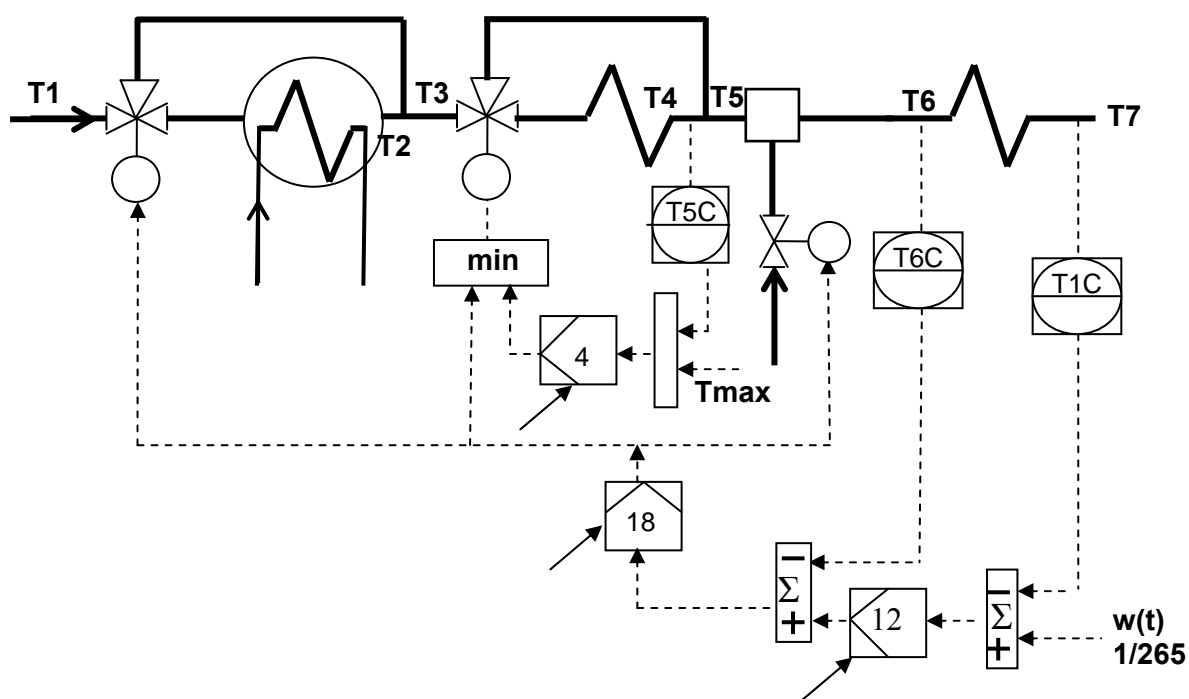 T1
T3
T4
T5
T6
T7
T2
T5C
T6C
T1C
min
4
Tmax
18
−
Σ
+
12
−
Σ
+
w(t)
1/265